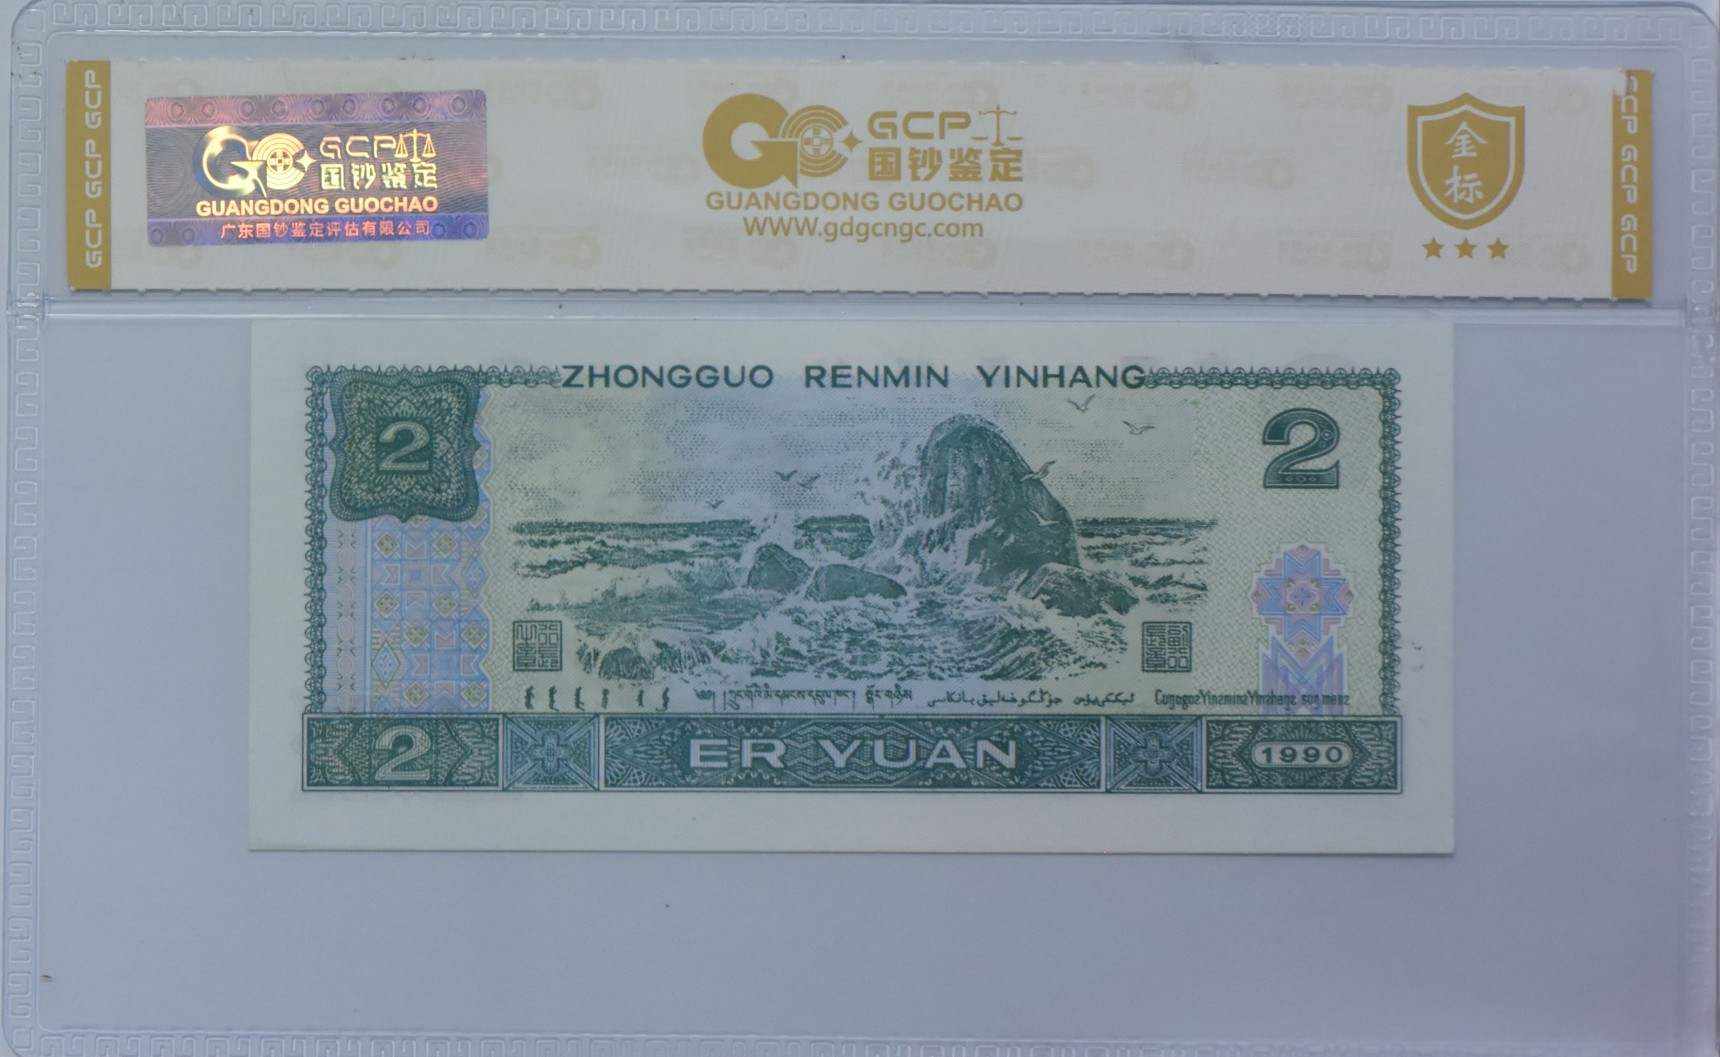 GCP GCP GCP
GCP 国钞鉴定
GUANGDONG GUOCHAO
广东国钞鉴定评估有限公司
GCP
国钞鉴定
GUANGDONG GUOCHAO
WWW.gdgcngc.com
金标
GCP GCP GCP
ZHONGGUO RENMIN YINHANG
2
2
2
ER YUAN
1990